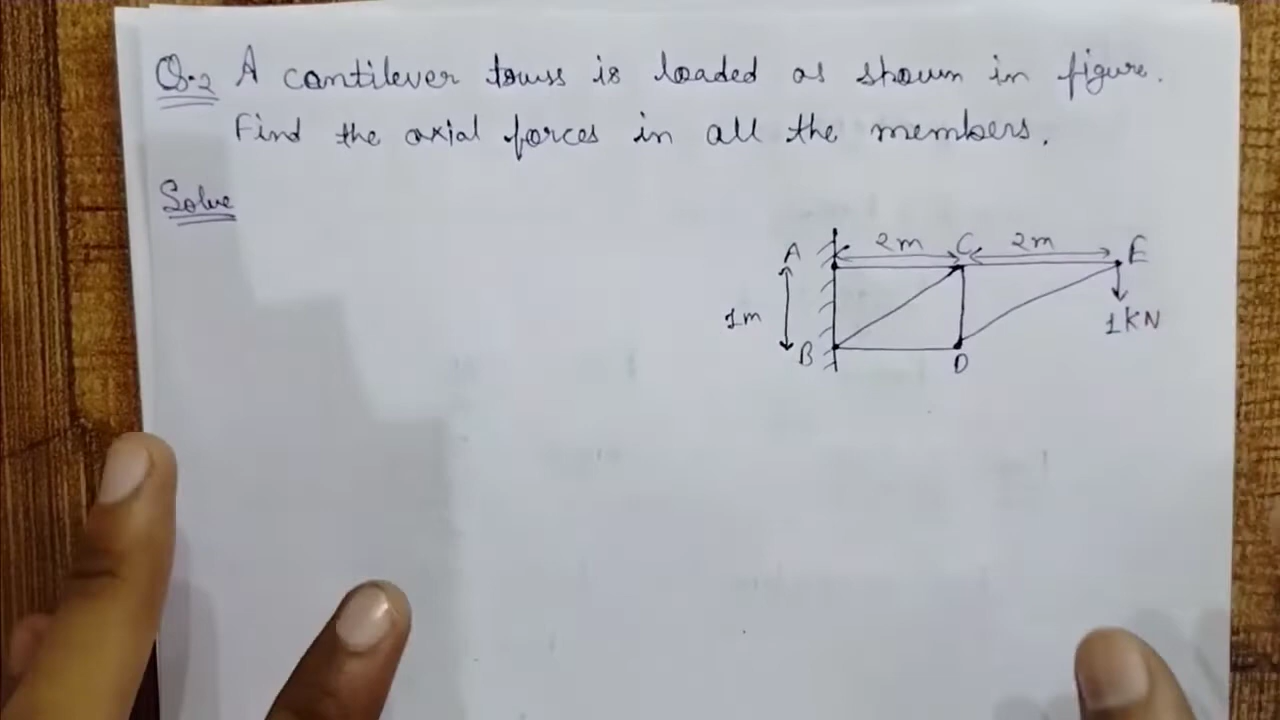 Q.2 A cantilever truss is loaded as shown in figure.
Find the axial forces in all the members.
Solve
A 2m C 2m E
1m
1KN
B D